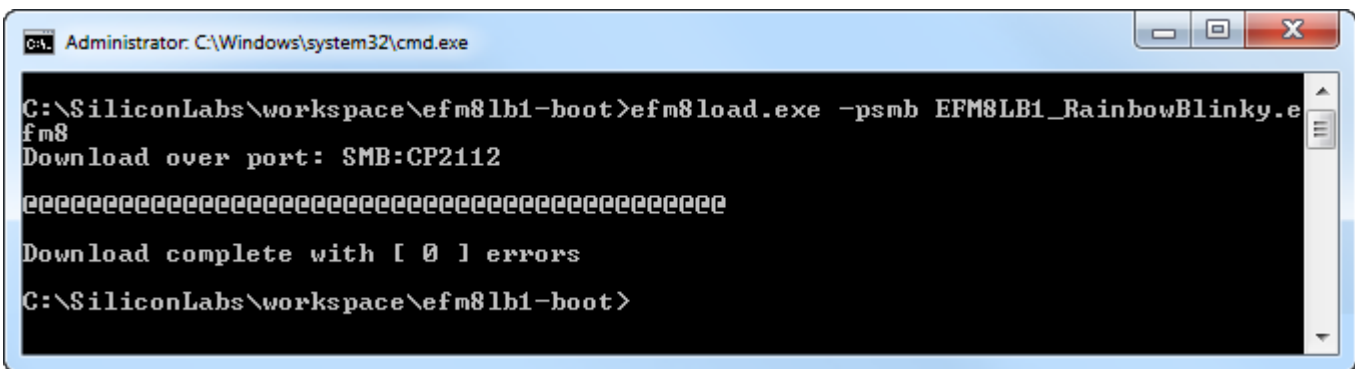 Administrator: C:\Windows\system32\cmd.exe
C:\SiliconLabs\workspace\efm8lb1-boot>efm8load.exe -psmb EFM8LB1_RainbowBlinky.e
fm8
Download over port: SMB:CP2112
@@@@@@@@@@@@@@@@@@@@@@@@@@@@@@@@@@@@@@@@@@@@
Download complete with [ 0 ] errors
C:\SiliconLabs\workspace\efm8lb1-boot>